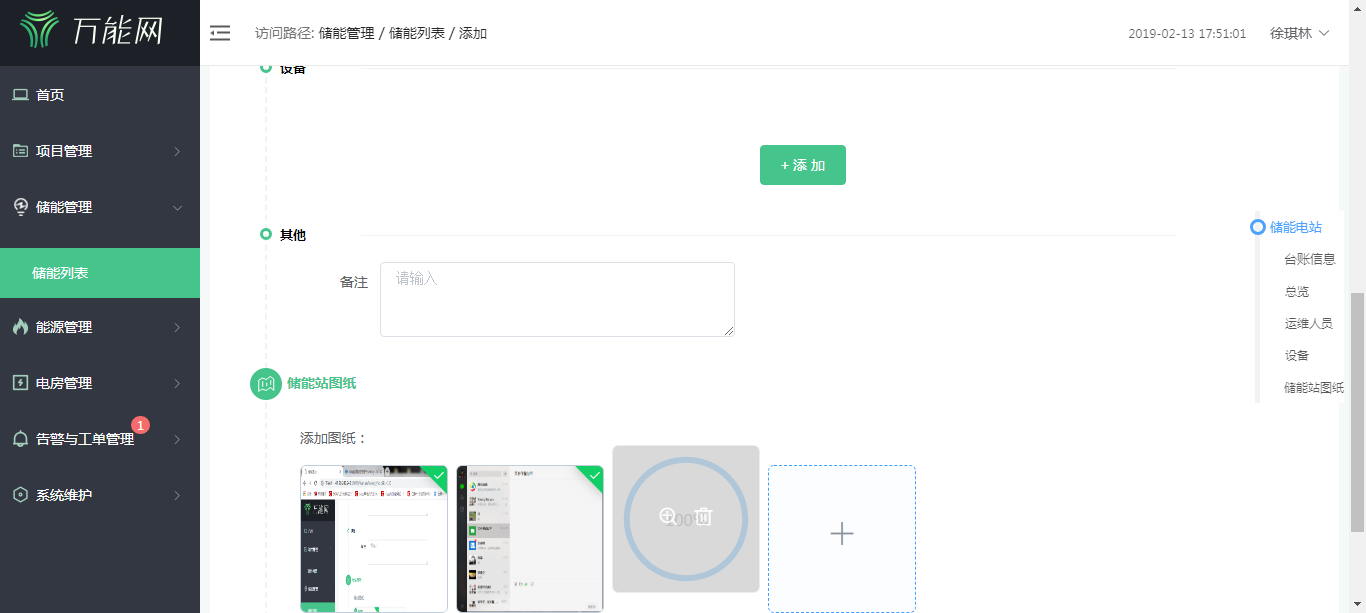 万能网
访问路径: 储能管理 / 储能列表 / 添加
2019-02-13 17:51:01
徐琪林
首页
项目管理
储能管理
储能列表
能源管理
电房管理
告警与工单管理
1
系统维护
设备
+ 添 加
其他
备注
请输入
储能站图纸
添加图纸：
储能电站
台账信息
总览
运维人员
设备
储能站图纸